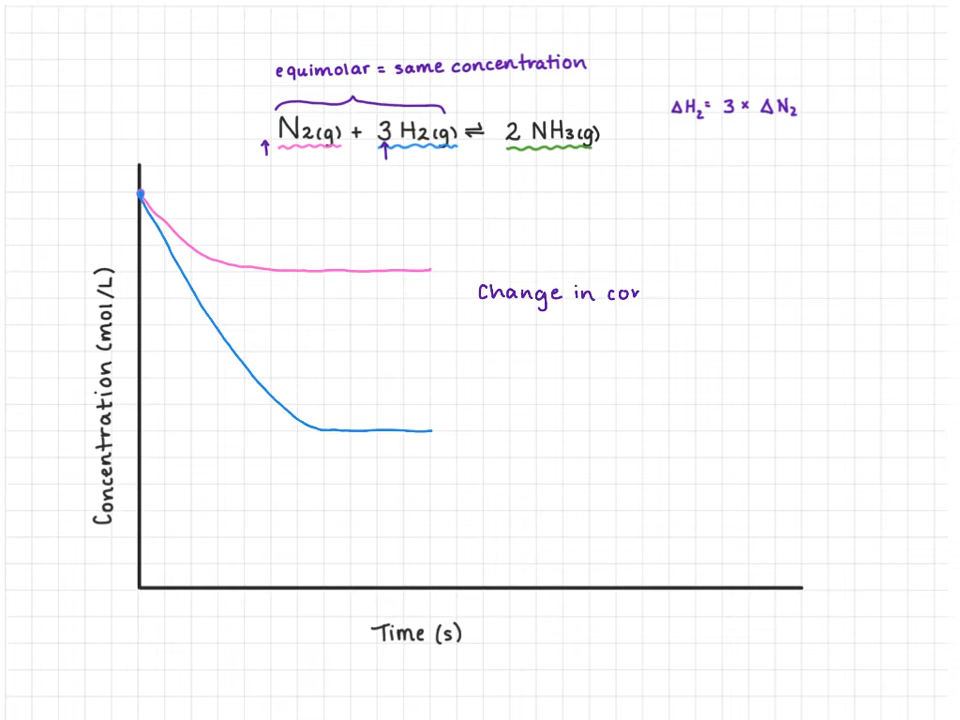 equimolar = same concentration
ΔH₂ = 3 × ΔN₂
N₂(g) + 3 H₂(g) ⇌ 2 NH₃(g)
Change in cor
Concentration (mol/L)
Time (s)